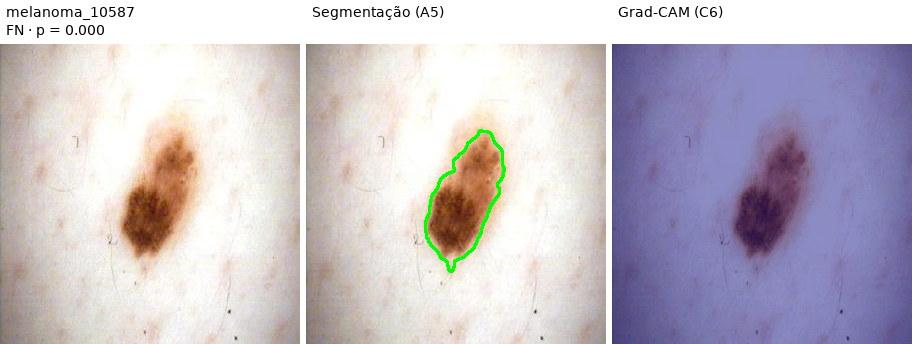 melanoma_10587
FN · p = 0.000
Segmentação (A5)
Grad-CAM (C6)